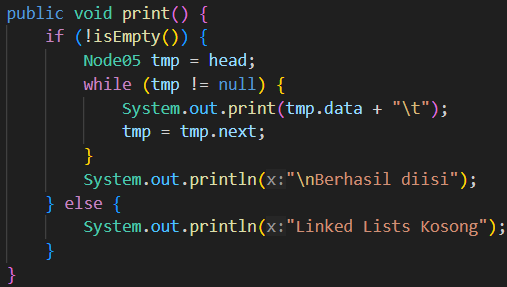 public void print() {
    if (!isEmpty()) {
        Node05 tmp = head;
        while (tmp != null) {
            System.out.print(tmp.data + "\t");
            tmp = tmp.next;
        }
        System.out.println(x:"\nBerhasil diisi");
    } else {
        System.out.println(x:"Linked Lists Kosong");
    }
}